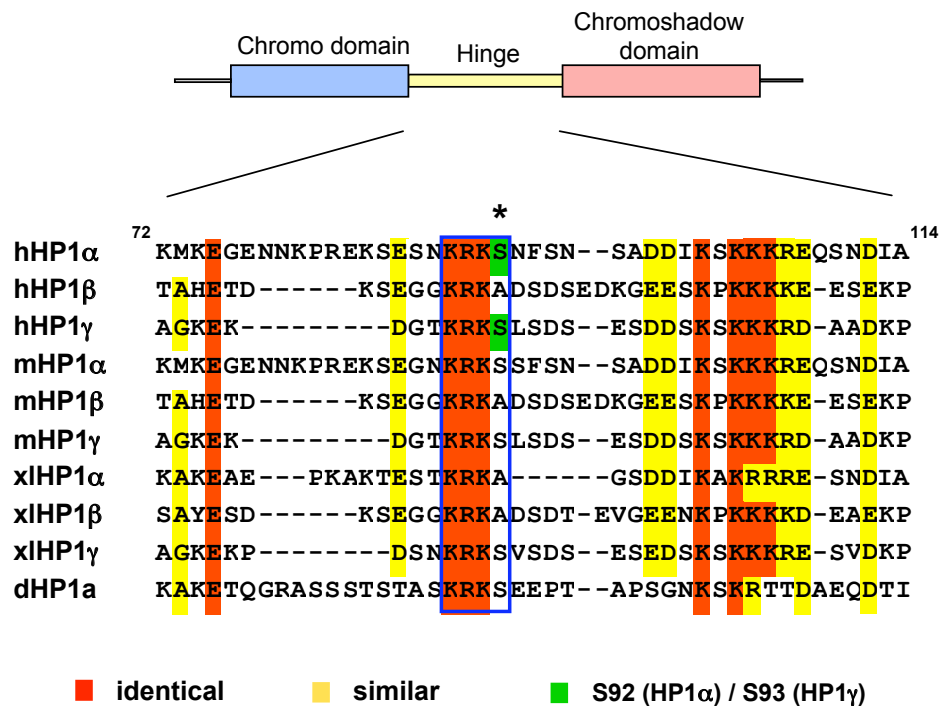 Chromo domain
Hinge
Chromoshadow
domain
*
72
114
hHP1α KMKEGENNKPREKSESNKRKSNFSN--SADDIKSKKKREQSNDIA
hHP1β TAHETD------KSEGGKRKADSDSEDKGEESKPKKKKE-ESEKP
hHP1γ AGKEK---------DGTKRKSLSDS--ESDDSKSKKKRD-AADKP
mHP1α KMKEGENNKPREKSEGNKRKSSFSN--SADDIKSKKKREQSNDIA
mHP1β TAHETD------KSEGGKRKADSDSEDKGEESKPKKKKE-ESEKP
mHP1γ AGKEK---------DGTKRKSLSDS--ESDDSKSKKKRD-AADKP
xlHP1α KAKEAE---PKAKTESTKRKA------GSDDIKAKRRRE-SNDIA
xlHP1β SAYESD------KSEGGKRKADSDT-EVGEENKPKKKKD-EAEKP
xlHP1γ AGKEKP--------DSNKRKSVSDS--ESEDSKSKKKRE-SVDKP
dHP1a KAKETQGRASSSTSTASKRKSEEPT--APSGNKSKRTTDAEQDTI
identical
similar
S92 (HP1α) / S93 (HP1γ)